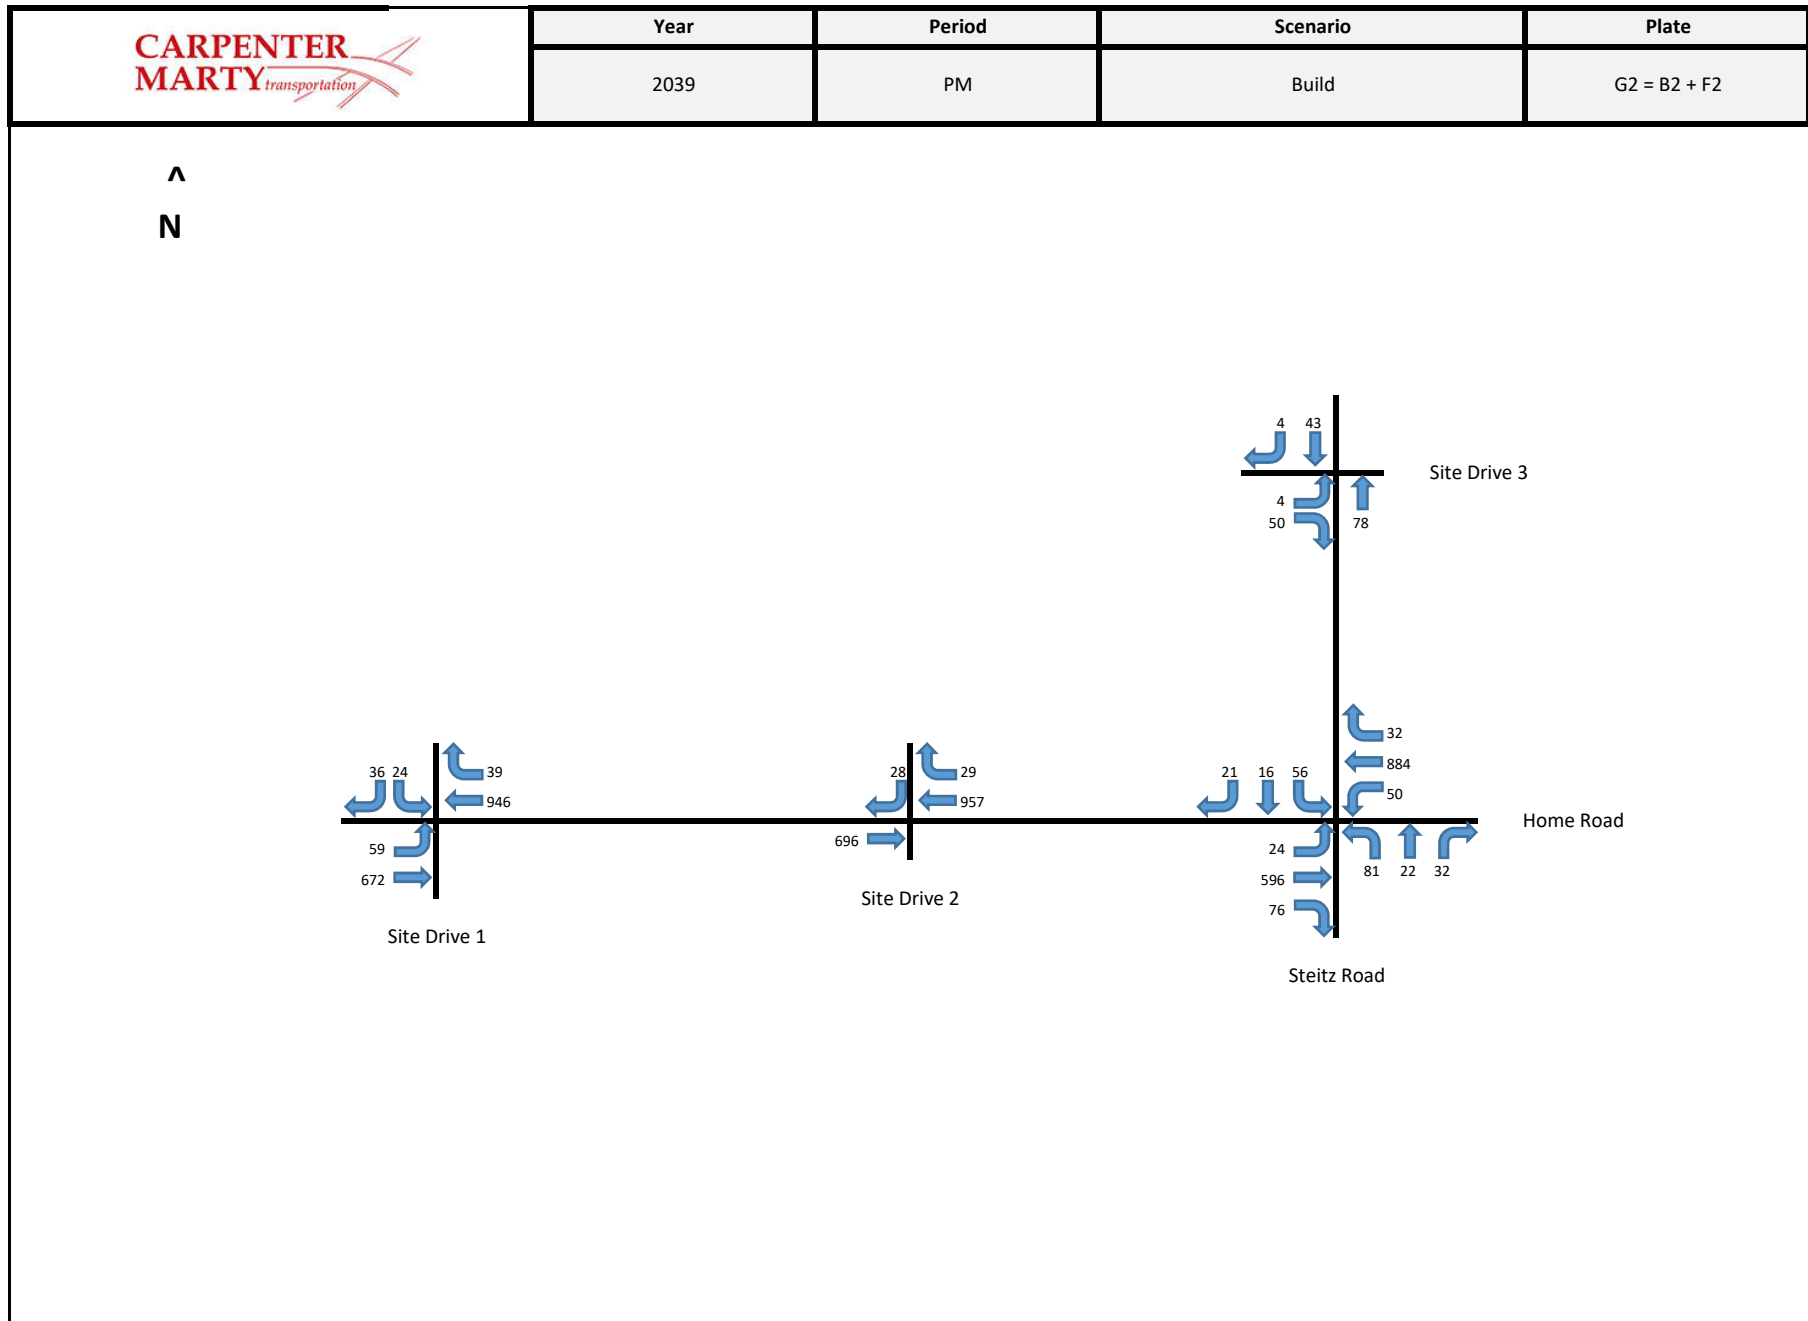 CARPENTER
MARTY transportation
Year Period Scenario Plate
2039 PM Build G2 = B2 + F2
^
N
4 43
Site Drive 3
4
50 78
32
884
50
36 24 39
946
28 29
957
21 16 56
Home Road
59
672
696
24
596
76
81 22 32
Site Drive 2
Site Drive 1
Steitz Road